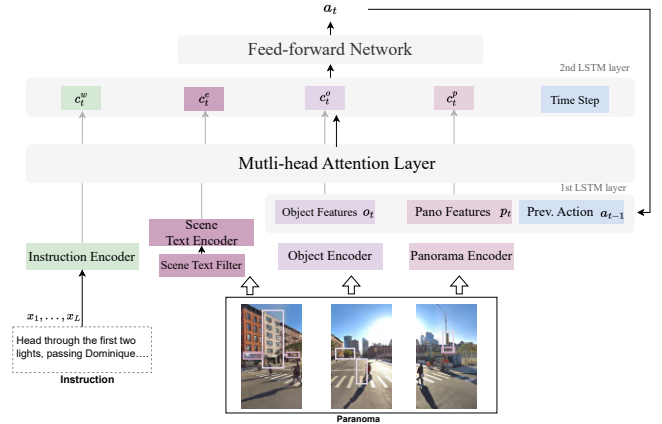 a_t
Feed-forward Network
2nd LSTM layer
c_t^w c_t^e c_t^o c_t^p Time Step
Mutli-head Attention Layer
1st LSTM layer
Object Features o_t Pano Features p_t Prev. Action a_{t-1}
Scene
Text Encoder
Instruction Encoder Scene Text Filter Object Encoder Panorama Encoder
x_1, ..., x_L
Head through the first two
lights, passing Dominique....
Instruction
Paranoma